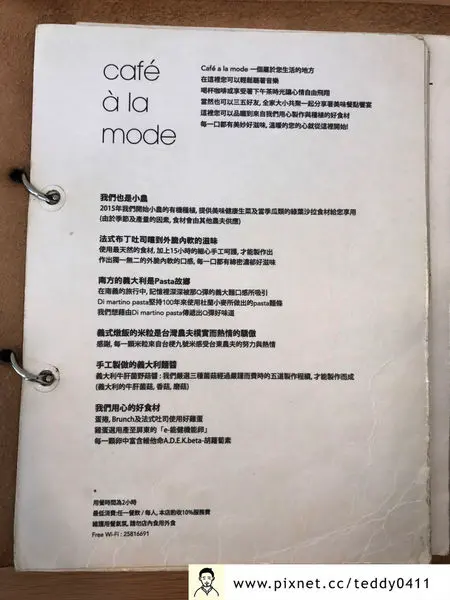 café
à la
mode
Café a la mode 一個屬於您生活的地方
在這裡您可以輕鬆聽著音樂
喝杯咖啡或享受著下午茶時光讓心情自由飛翔
當然也可以三五好友, 全家大小共聚一起分享著美味餐點饗宴
這裡您可以品嚐到來自我們用心製作與種植的好食材
每一口都有美妙好滋味, 溫暖的您的心就從這裡開始!
我們也是小農
2015年我們開始小農的有機種植, 提供美味健康生菜及當季瓜類的綠葉沙拉食材給您享用
(由於季節及產量的因素, 食材會由其他農夫供應)
法式布丁吐司嚐到外脆內軟的滋味
使用最天然的食材, 加上15小時的細心手工呵護, 才能製作出
作出獨一無二的外脆內軟的口感, 每一口都有綿密濃郁好滋味
南方的義大利是Pasta故鄉
在南義的旅行中, 記憶裡深深被那Q彈的義大麵口感所吸引
Di martino pasta堅持100年來使用杜蘭小麥所做出的pasta麵條
我們想藉由Di martino pasta傳遞出Q彈好味道
義式燉飯的米粒是台灣農夫樸實而熱情的驕傲
感謝, 每一顆米粒來自台梗九號米感受台東農夫的努力與熱情
手工製做的義大利麵醬
義大利牛肝菌野菇醬 : 我們嚴選三種菌菇經過嚴謹而費時的五道製作程續, 才能製作而成
(義大利的牛肝菌菇, 香菇, 磨菇)
我們用心的好食材
蛋捲, Brunch及法式吐司使用好雞蛋
雞蛋選用產至屏東的「e-能健機能卵」
每一顆卵中富含維他命A.D.E.K.beta-胡蘿蔔素
*
用餐時間為2小時
最低消費:任一餐飲 / 每人, 本店酌收10%服務費
維護用餐氣氛, 請勿店內食用外食
Free Wi-Fi : 25816691
www.pixnet.cc/teddy0411